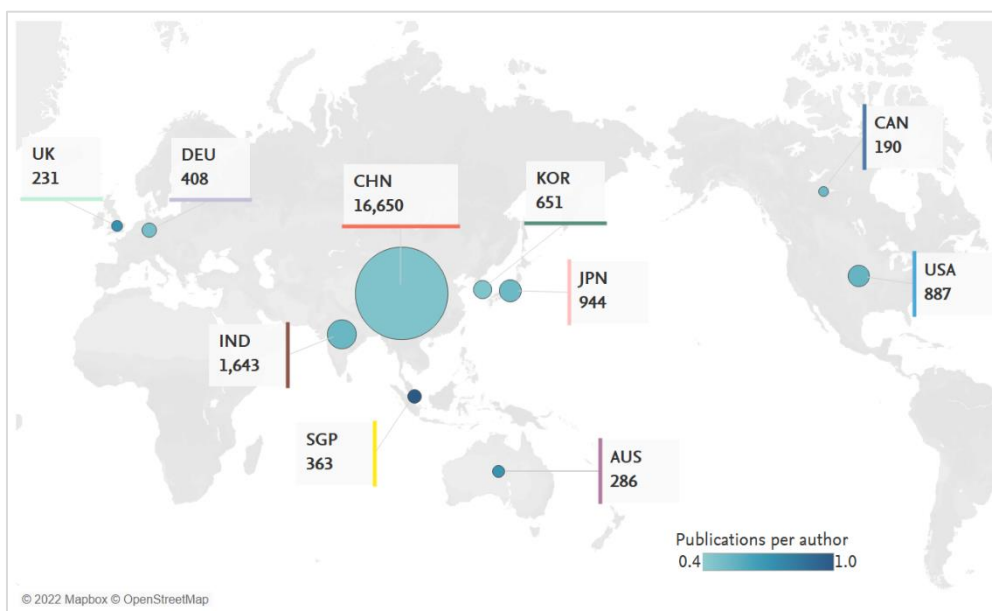 UK
231
DEU
408
CHN
16,650
KOR
651
CAN
190
JPN
944
USA
887
IND
1,643
SGP
363
AUS
286
Publications per author
0.4 1.0
© 2022 Mapbox © OpenStreetMap